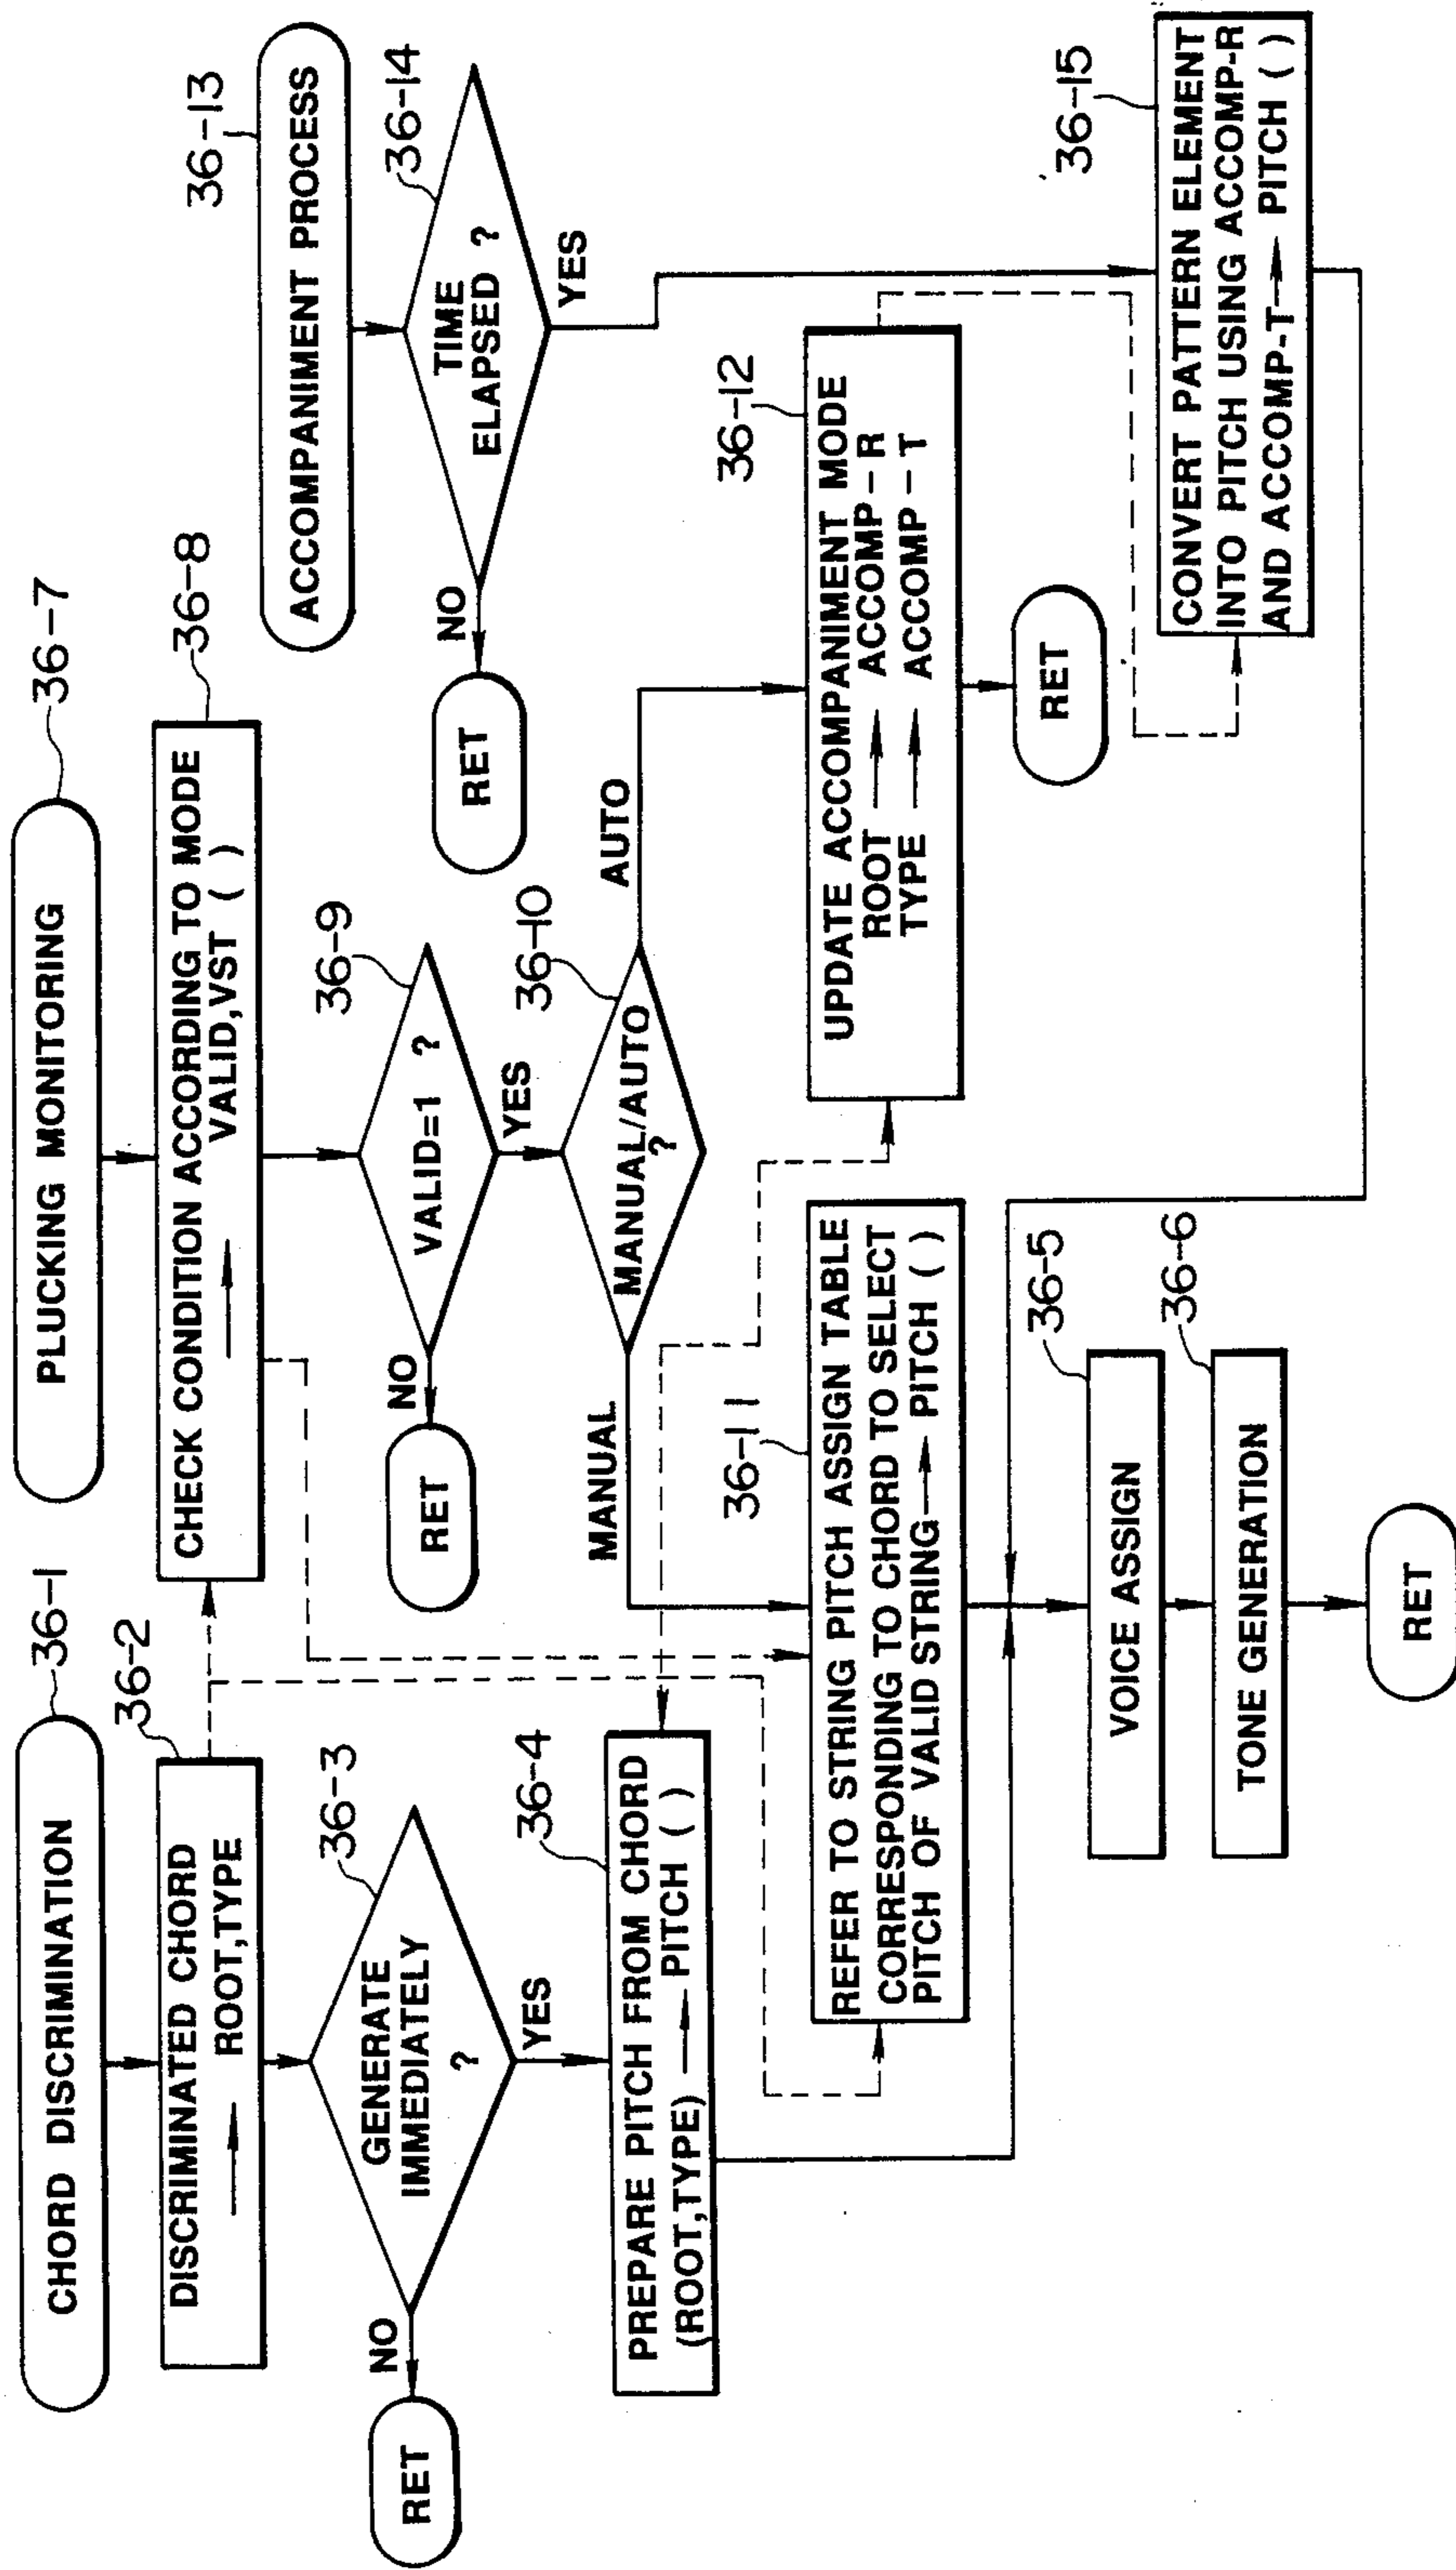 CHORD DISCRIMINATION
36-1
36-2
DISCRIMINATED CHORD
→ ROOT,TYPE
36-3
GENERATE
IMMEDIATELY
?
NO
RET
YES
36-4
PREPARE PITCH FROM CHORD
(ROOT,TYPE) → PITCH ( )
PLUCKING MONITORING
36-7
36-8
CHECK CONDITION ACCORDING TO MODE
→ VALID,VST ( )
36-9
VALID=1 ?
NO
RET
YES
36-10
MANUAL/AUTO
?
MANUAL
AUTO
36-11
REFER TO STRING PITCH ASSIGN TABLE
CORRESPONDING TO CHORD TO SELECT
PITCH OF VALID STRING → PITCH ( )
36-12
UPDATE ACCOMPANIMENT MODE
ROOT → ACCOMP-R
TYPE → ACCOMP-T
RET
36-13
ACCOMPANIMENT PROCESS
36-14
TIME
ELAPSED ?
NO
RET
YES
36-15
CONVERT PATTERN ELEMENT
INTO PITCH USING ACCOMP-R
AND ACCOMP-T → PITCH ( )
36-5
VOICE ASSIGN
36-6
TONE GENERATION
RET